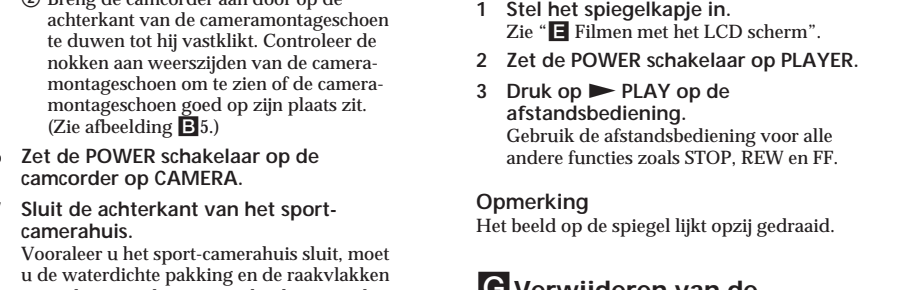 ② Breng de camcorder aan door op de
achterkant van de cameramontageschoen
te duwen tot hij vastklikt. Controleer de
nokken aan weerszijden van de camera-
montageschoen om te zien of de camera-
montageschoen goed op zijn plaats zit.
(Zie afbeelding B5.)
Zet de POWER schakelaar op de
camcorder op CAMERA.
Sluit de achterkant van het sport-
camerahuis.
Vooraleer u het sport-camerahuis sluit, moet
u de waterdichte pakking en de raakvlakken
1 Stel het spiegelkapje in.
Zie “E Filmen met het LCD scherm”.
2 Zet de POWER schakelaar op PLAYER.
3 Druk op ► PLAY op de
afstandsbediening.
Gebruik de afstandsbediening voor alle
andere functies zoals STOP, REW en FF.
Opmerking
Het beeld op de spiegel lijkt opzij gedraaid.
G Verwijderen van de